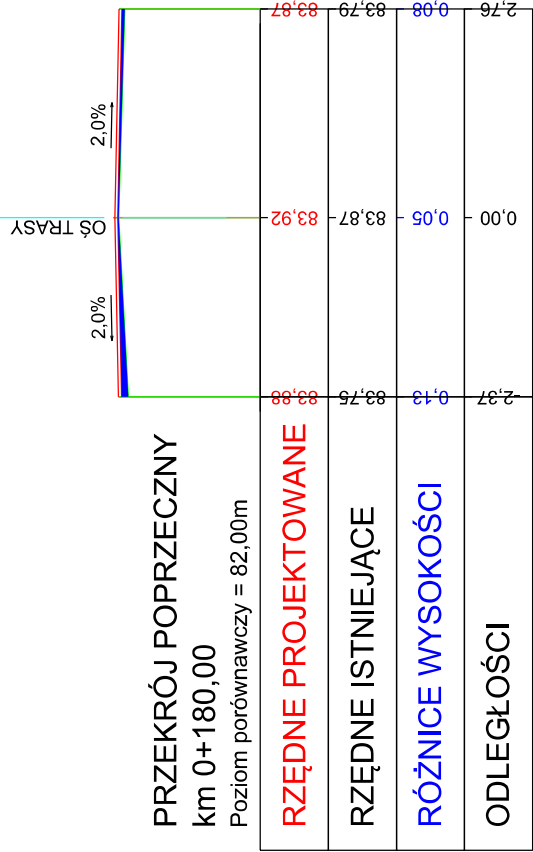 OŚ TRASY
2,0%
2,0%
PRZEKRÓJ POPRZECZNY
km 0+180,00
Poziom porównawczy = 82,00m
RZĘDNE PROJEKTOWANE
83,88
83,92
83,87
RZĘDNE ISTNIEJĄCE
83,75
83,87
83,79
RÓŻNICE WYSOKOŚCI
0,13
0,05
0,08
ODLEGŁOŚCI
-2,37
0,00
2,76